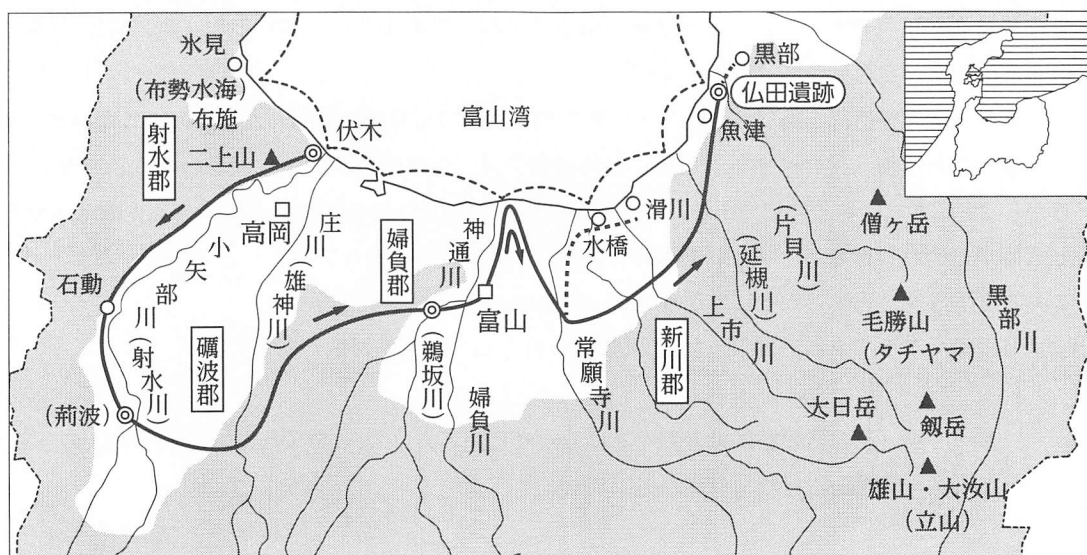 氷見
(布勢水海)
布施
射水郡
二上山
伏木
富山湾
黒部
仏田遺跡
魚津
高岡
小矢部川(射水川)
庄川(雄神川)
石動
礪波郡
(荊波)
婦負郡
神通川
富山
(鵜坂川)
婦負川
水橋
滑川
常願寺川
新川郡
上市川
(延槻川)
(片貝川)
僧ヶ岳
毛勝山
(タチヤマ)
黒部川
大日岳
剱岳
雄山・大汝山
(立山)